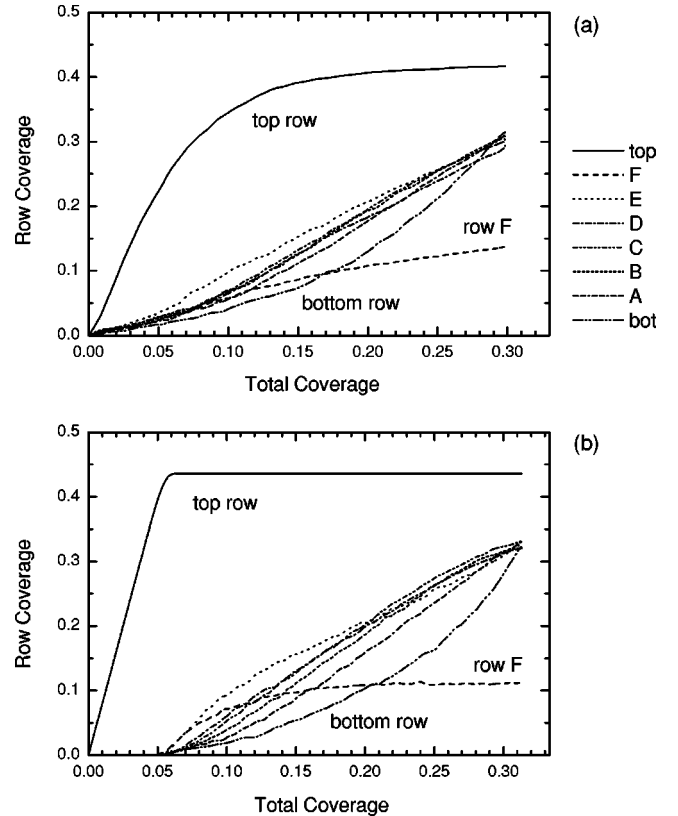 (a)
0.5
0.4
0.3
0.2
0.1
0.0
Row Coverage
top row
row F
bottom row
0.00 0.05 0.10 0.15 0.20 0.25 0.30
Total Coverage
top
F
E
D
C
B
A
bot
(b)
0.5
0.4
0.3
0.2
0.1
0.0
Row Coverage
top row
row F
bottom row
0.00 0.05 0.10 0.15 0.20 0.25 0.30
Total Coverage